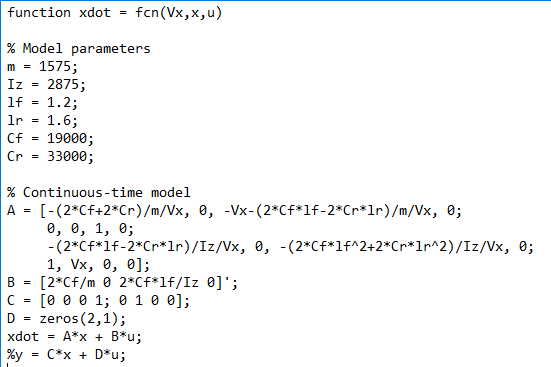 function xdot = fcn(Vx,x,u)
% Model parameters
m = 1575;
Iz = 2875;
lf = 1.2;
lr = 1.6;
Cf = 19000;
Cr = 33000;
% Continuous-time model
A = [-(2*Cf+2*Cr)/m/Vx, 0, -Vx-(2*Cf*lf-2*Cr*lr)/m/Vx, 0;
0, 0, 1, 0;
-(2*Cf*lf-2*Cr*lr)/Iz/Vx, 0, -(2*Cf*lf^2+2*Cr*lr^2)/Iz/Vx, 0;
1, Vx, 0, 0];
B = [2*Cf/m 0 2*Cf*lf/Iz 0]';
C = [0 0 0 1; 0 1 0 0];
D = zeros(2,1);
xdot = A*x + B*u;
%y = C*x + D*u;